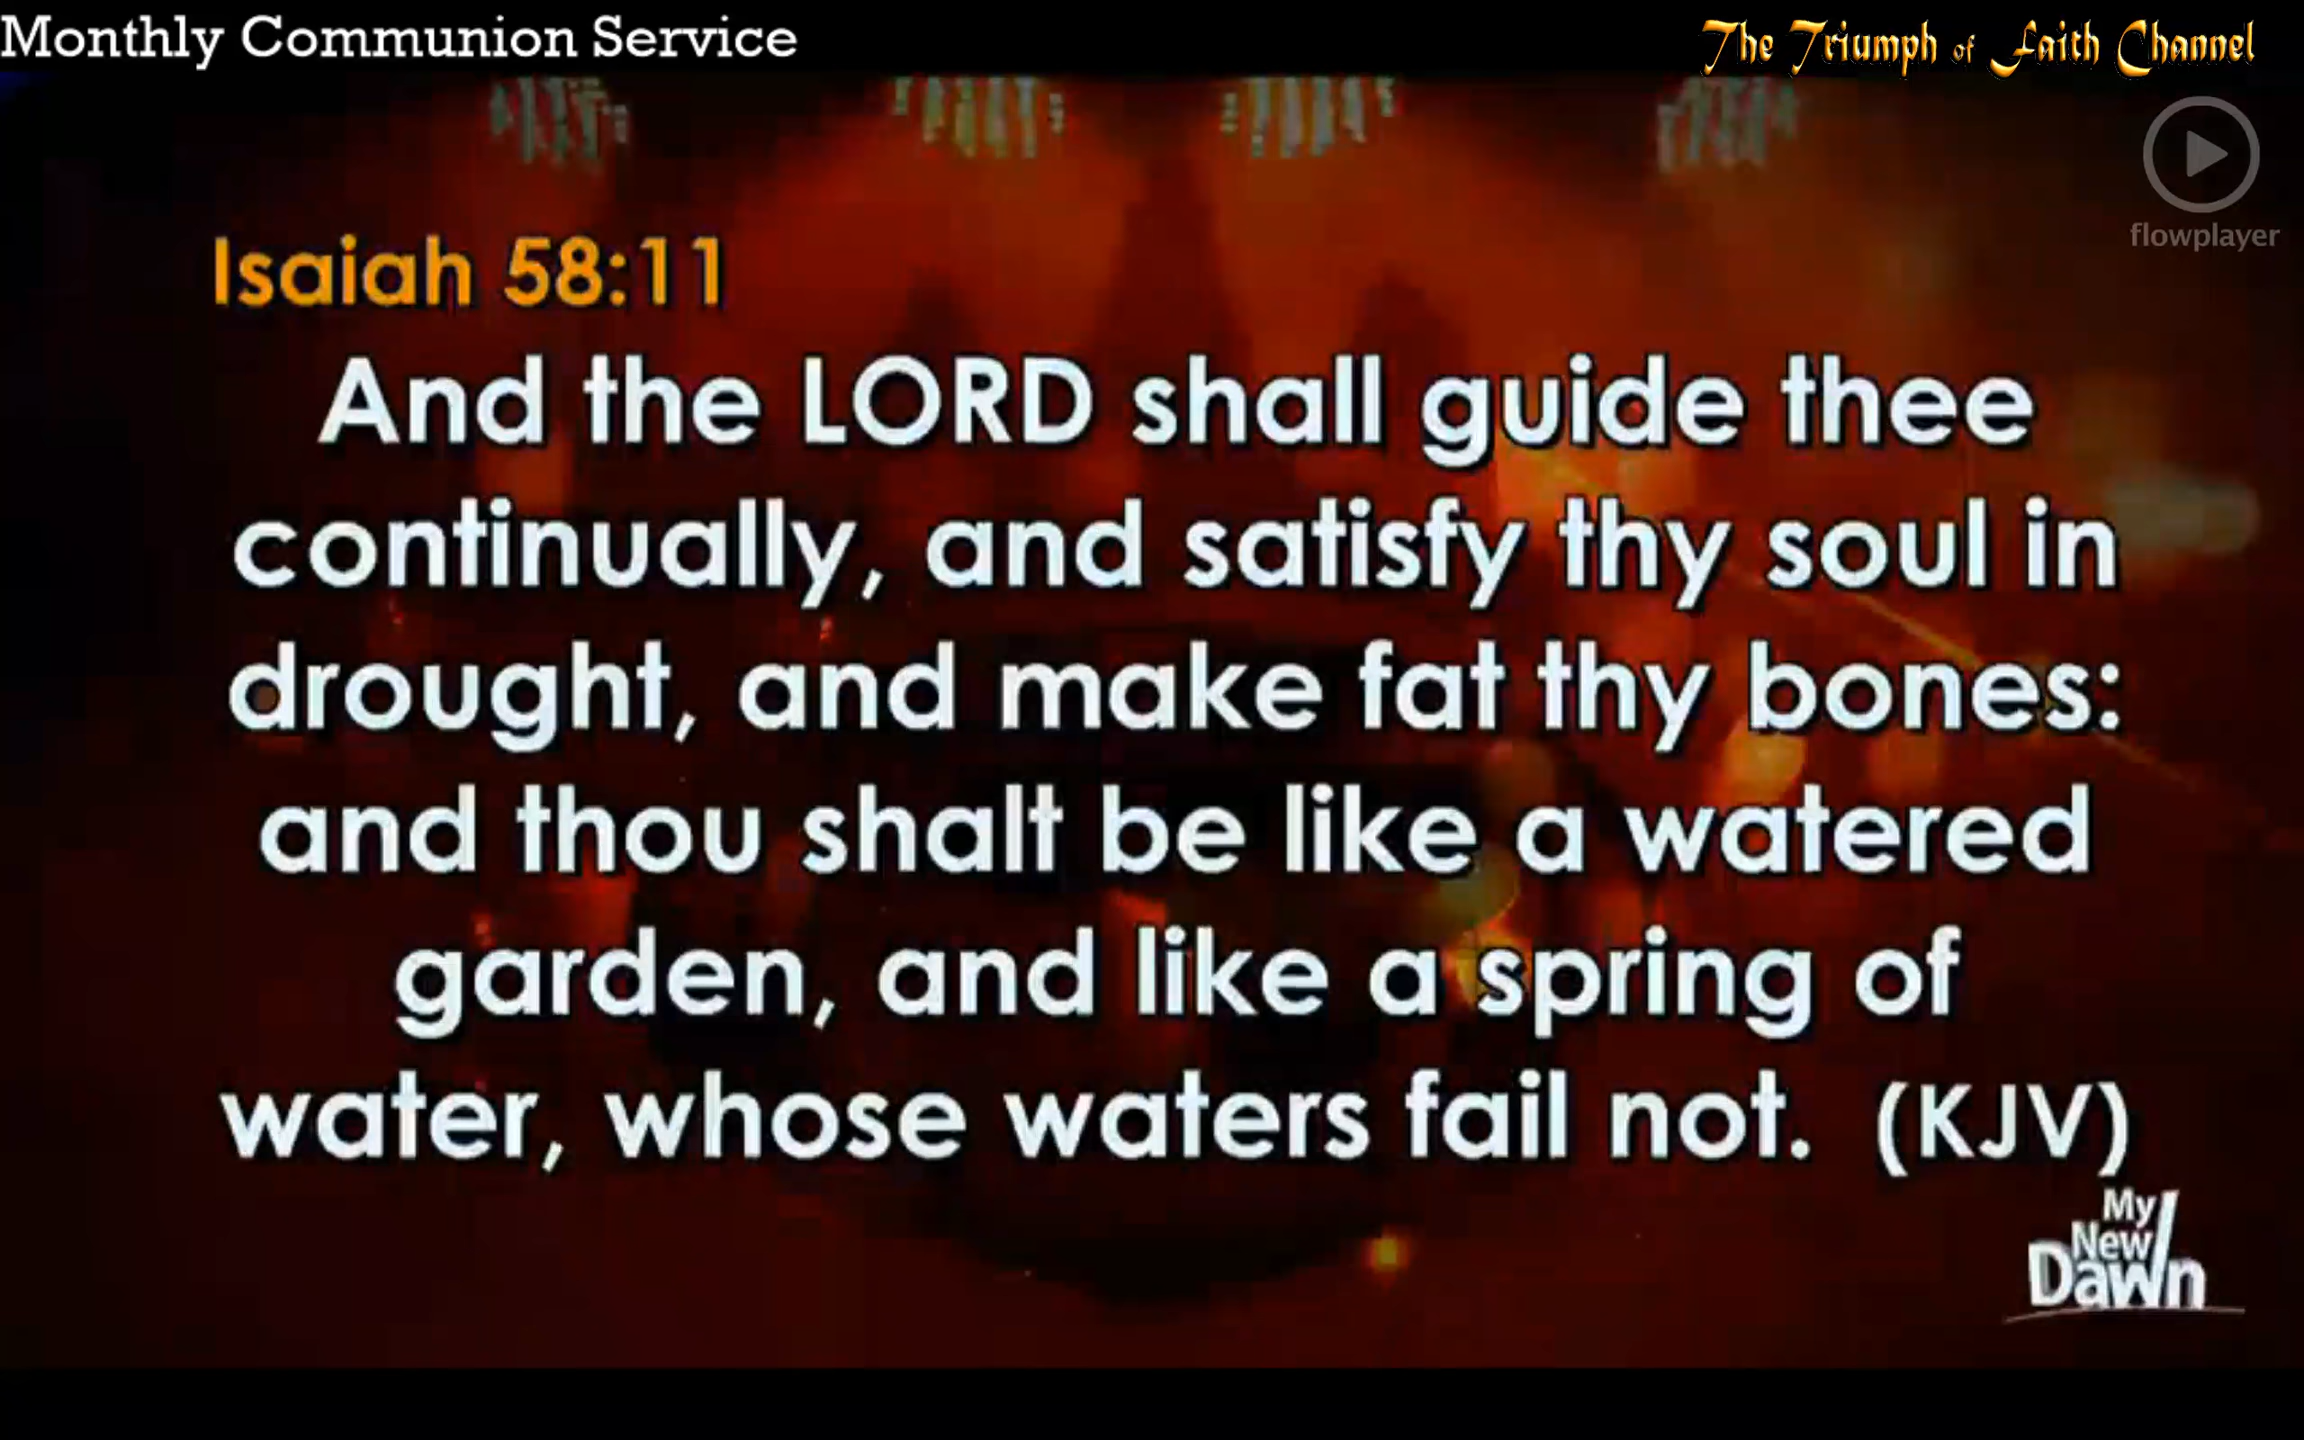 Monthly Communion Service
The Triumph of Faith Channel
flowplayer
Isaiah 58:11
And the LORD shall guide thee
continually, and satisfy thy soul in
drought, and make fat thy bones:
and thou shalt be like a watered
garden, and like a spring of
water, whose waters fail not. (KJV)
My
New
Dawn